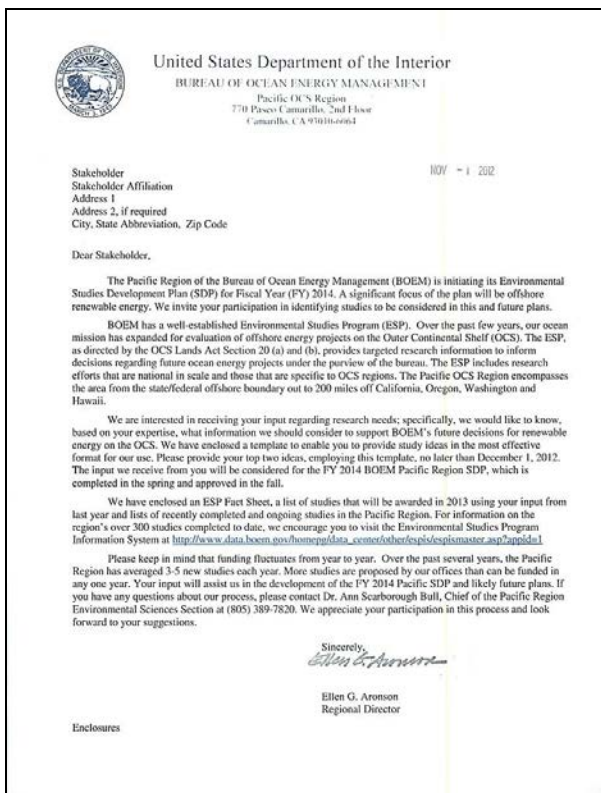 United States Department of the Interior
BUREAU OF OCEAN ENERGY MANAGEMENT
Pacific OCS Region
770 Paseo Camarillo, 2nd Floor
Camarillo, CA 93010-6064
NOV - 1 2012
Stakeholder
Stakeholder Affiliation
Address 1
Address 2, if required
City, State Abbreviation, Zip Code
Dear Stakeholder,
The Pacific Region of the Bureau of Ocean Energy Management (BOEM) is initiating its Environmental
Studies Development Plan (SDP) for Fiscal Year (FY) 2014. A significant focus of the plan will be offshore
renewable energy. We invite your participation in identifying studies to be considered in this and future plans.
BOEM has a well-established Environmental Studies Program (ESP). Over the past few years, our ocean
mission has expanded for evaluation of offshore energy projects on the Outer Continental Shelf (OCS). The ESP,
as directed by the OCS Lands Act Section 20 (a) and (b), provides targeted research information to inform
decisions regarding future ocean energy projects under the purview of the bureau. The ESP includes research
efforts that are national in scale and those that are specific to OCS regions. The Pacific OCS Region encompasses
the area from the state/federal offshore boundary out to 200 miles off California, Oregon, Washington and
Hawaii.
We are interested in receiving your input regarding research needs; specifically, we would like to know,
based on your expertise, what information we should consider to support BOEM's future decisions for renewable
energy on the OCS. We have enclosed a template to enable you to provide study ideas in the most effective
format for our use. Please provide your top two ideas, employing this template, no later than December 1, 2012.
The input we receive from you will be considered for the FY 2014 BOEM Pacific Region SDP, which is
completed in the spring and approved in the fall.
We have enclosed an ESP Fact Sheet, a list of studies that will be awarded in 2013 using your input from
last year and lists of recently completed and ongoing studies in the Pacific Region. For information on the
region's over 300 studies completed to date, we encourage you to visit the Environmental Studies Program
Information System at http://www.data.boem.gov/homepg/data_center/other/espis/espismaster.asp?appid=1
Please keep in mind that funding fluctuates from year to year. Over the past several years, the Pacific
Region has averaged 3-5 new studies each year. More studies are proposed by our offices than can be funded in
any one year. Your input will assist us in the development of the FY 2014 Pacific SDP and likely future plans. If
you have any questions about our process, please contact Dr. Ann Scarborough Bull, Chief of the Pacific Region
Environmental Sciences Section at (805) 389-7820. We appreciate your participation in this process and look
forward to your suggestions.
Sincerely,
Ellen G. Aronson
Ellen G. Aronson
Regional Director
Enclosures